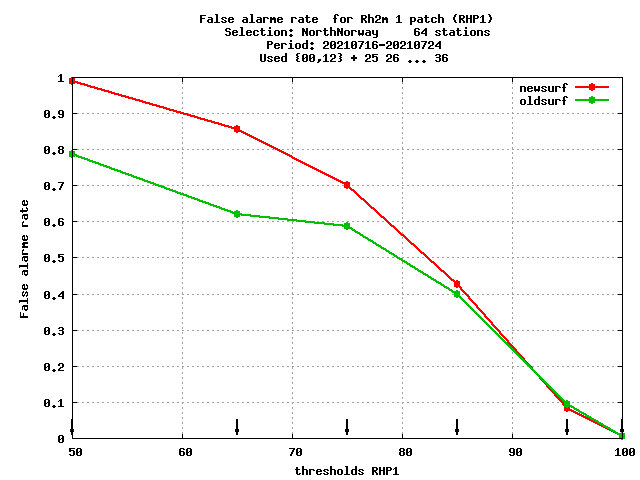 False alarme rate  for Rh2m 1 patch (RHP1)
Selection: NorthNorway     64 stations
Period: 20210716-20210724
Used {00,12} + 25 26 ... 36
newsurf
oldsurf
1
0.9
0.8
0.7
0.6
0.5
0.4
0.3
0.2
0.1
0
False alarme rate
50 60 70 80 90 100
thresholds RHP1